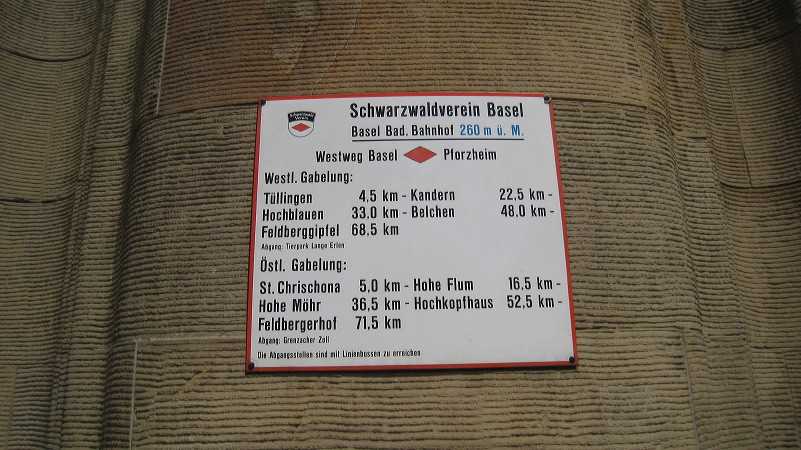 Schwarzwald
Verein
Schwarzwaldverein Basel
Basel Bad. Bahnhof 260 m ü. M.
Westweg Basel Pforzheim
Westl. Gabelung:
Tüllingen 4,5 km - Kandern 22,5 km -
Hochblauen 33,0 km - Belchen 48,0 km -
Feldberggipfel 68,5 km
Abgang: Tierpark Lange Erlen
Östl. Gabelung:
St. Chrischona 5,0 km - Hohe Flum 16,5 km -
Hohe Möhr 36,5 km - Hochkopfhaus 52,5 km -
Feldbergerhof 71,5 km
Abgang: Grenzacher Zoll
Die Abgangsstellen sind mit Linienbussen zu erreichen